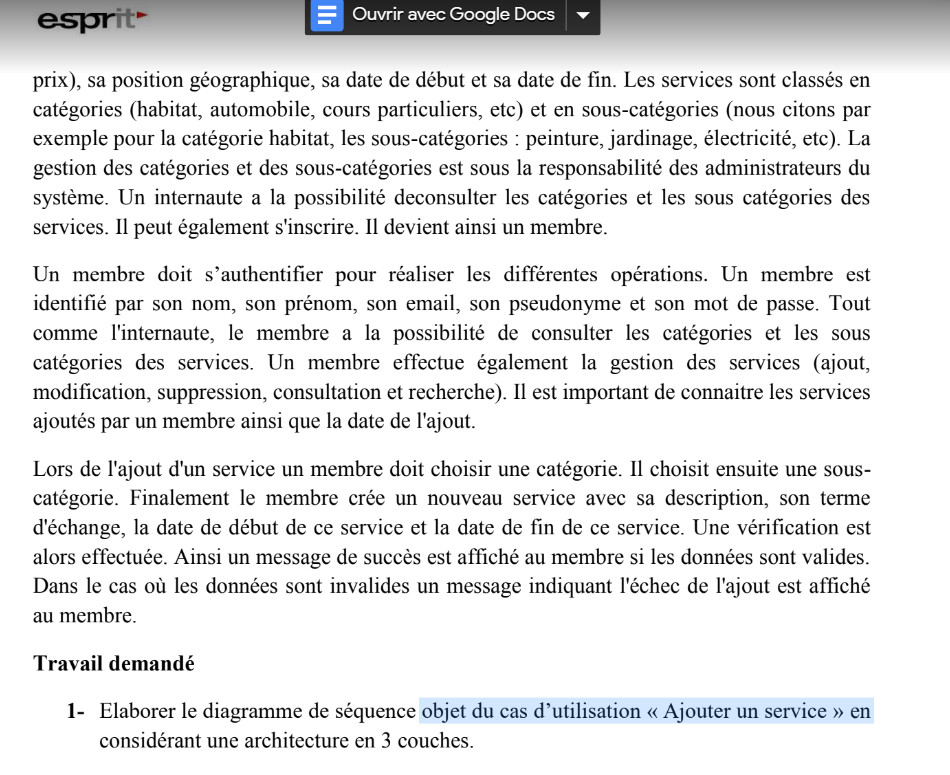 esprit
Ouvrir avec Google Docs
prix), sa position géographique, sa date de début et sa date de fin. Les services sont classés en
catégories (habitat, automobile, cours particuliers, etc) et en sous-catégories (nous citons par
exemple pour la catégorie habitat, les sous-catégories : peinture, jardinage, électricité, etc). La
gestion des catégories et des sous-catégories est sous la responsabilité des administrateurs du
système. Un internaute a la possibilité deconsulter les catégories et les sous catégories des
services. Il peut également s'inscrire. Il devient ainsi un membre.
Un membre doit s’authentifier pour réaliser les différentes opérations. Un membre est
identifié par son nom, son prénom, son email, son pseudonyme et son mot de passe. Tout
comme l'internaute, le membre a la possibilité de consulter les catégories et les sous
catégories des services. Un membre effectue également la gestion des services (ajout,
modification, suppression, consultation et recherche). Il est important de connaitre les services
ajoutés par un membre ainsi que la date de l'ajout.
Lors de l'ajout d'un service un membre doit choisir une catégorie. Il choisit ensuite une sous-
catégorie. Finalement le membre crée un nouveau service avec sa description, son terme
d'échange, la date de début de ce service et la date de fin de ce service. Une vérification est
alors effectuée. Ainsi un message de succès est affiché au membre si les données sont valides.
Dans le cas où les données sont invalides un message indiquant l'échec de l'ajout est affiché
au membre.
Travail demandé
1- Elaborer le diagramme de séquence objet du cas d’utilisation « Ajouter un service » en
considérant une architecture en 3 couches.